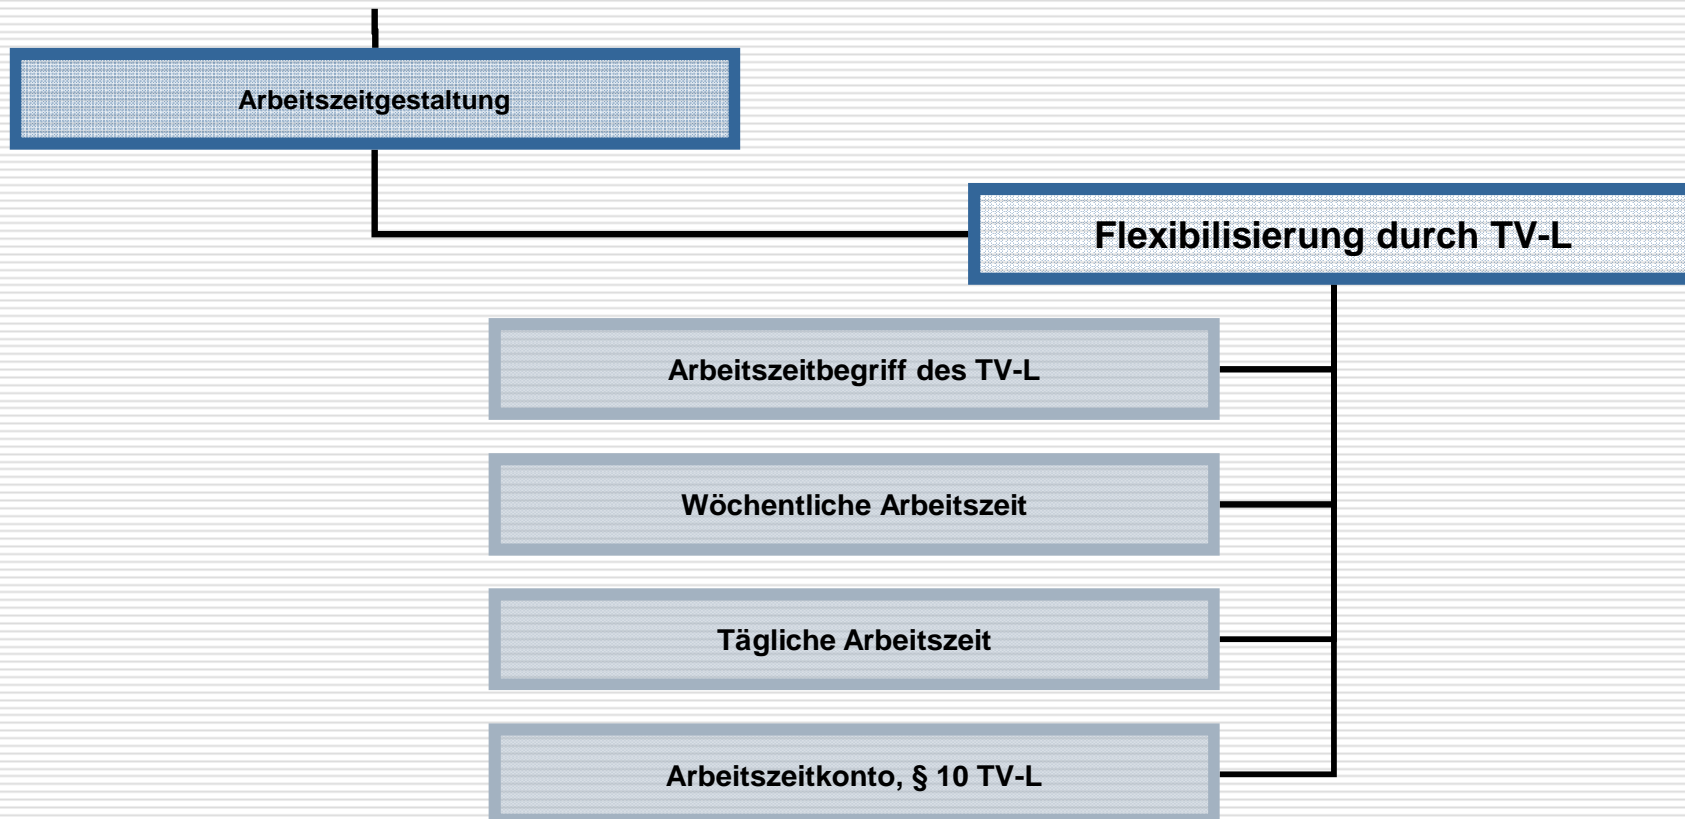 Arbeitszeitgestaltung
Flexibilisierung durch TV-L
Arbeitszeitbegriff des TV-L
Wöchentliche Arbeitszeit
Tägliche Arbeitszeit
Arbeitszeitkonto, § 10 TV-L